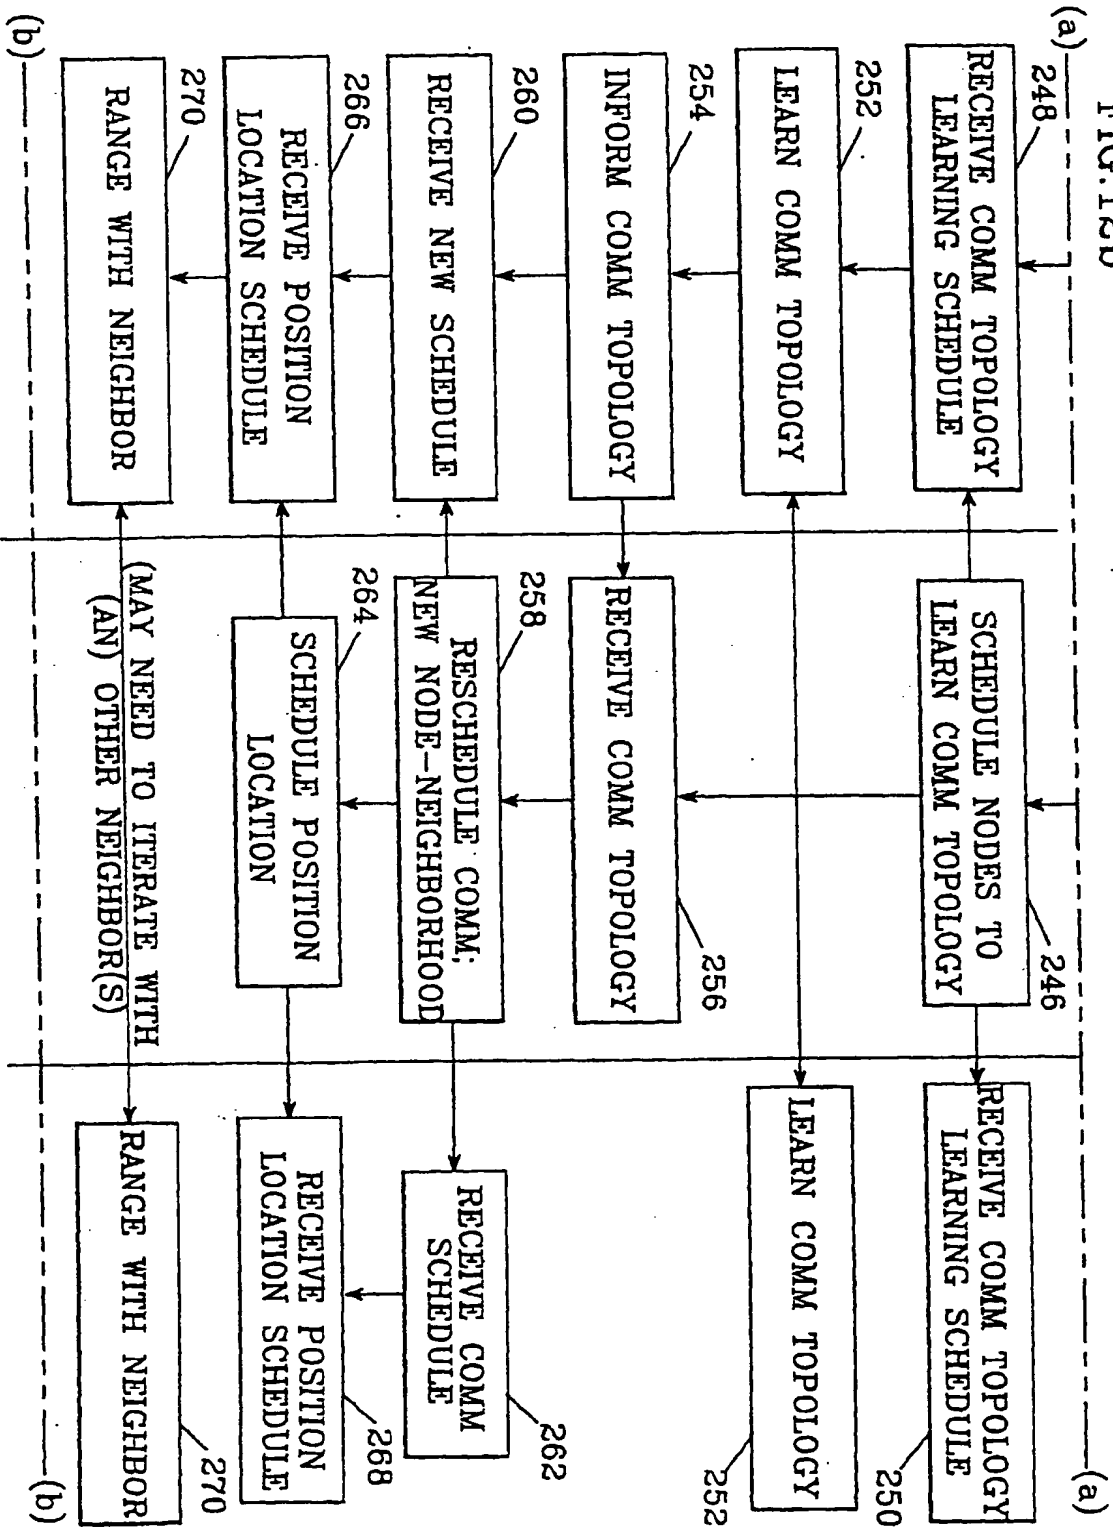 FIG.12B
(a)
(a)
248
RECEIVE COMM TOPOLOGY
LEARNING SCHEDULE
246
SCHEDULE NODES TO
LEARN COMM TOPOLOGY
250
RECEIVE COMM TOPOLOGY
LEARNING SCHEDULE
252
LEARN COMM TOPOLOGY
252
LEARN COMM TOPOLOGY
254
INFORM COMM TOPOLOGY
256
RECEIVE COMM TOPOLOGY
260
RECEIVE NEW SCHEDULE
258
RESCHEDULE COMM;
NEW NODE-NEIGHBORHOOD
262
RECEIVE COMM
SCHEDULE
266
RECEIVE POSITION
LOCATION SCHEDULE
264
SCHEDULE POSITION
LOCATION
268
RECEIVE POSITION
LOCATION SCHEDULE
270
RANGE WITH NEIGHBOR
(MAY NEED TO ITERATE WITH
(AN) OTHER NEIGHBOR(S)
270
RANGE WITH NEIGHBOR
(b)
(b)